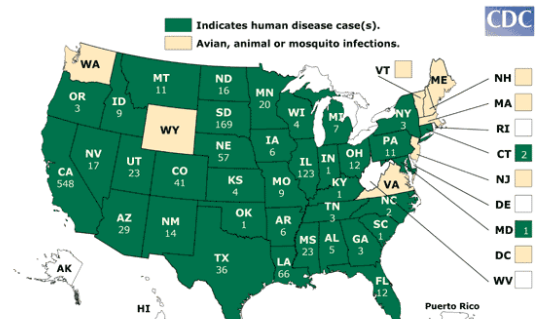 Indicates human disease case(s).
Avian, animal or mosquito infections.
CDC
WA
MT
11
ND
16
MN
20
VT
ME
NH
OR
3
ID
9
SD
169
WI
4
MI
7
NY
3
MA
WY
RI
NE
57
IA
6
PA
11
CT 2
NV
17
UT
23
CO
41
IL
123
IN
1
OH
12
NJ
CA
548
KS
4
MO
9
KY
1
VA
DE
NC
2
MD 1
AZ
29
NM
14
OK
1
AR
6
TN
3
SC
1
DC
MS
23
AL
5
GA
3
WV
AK
TX
36
LA
66
FL
12
HI
Puerto Rico